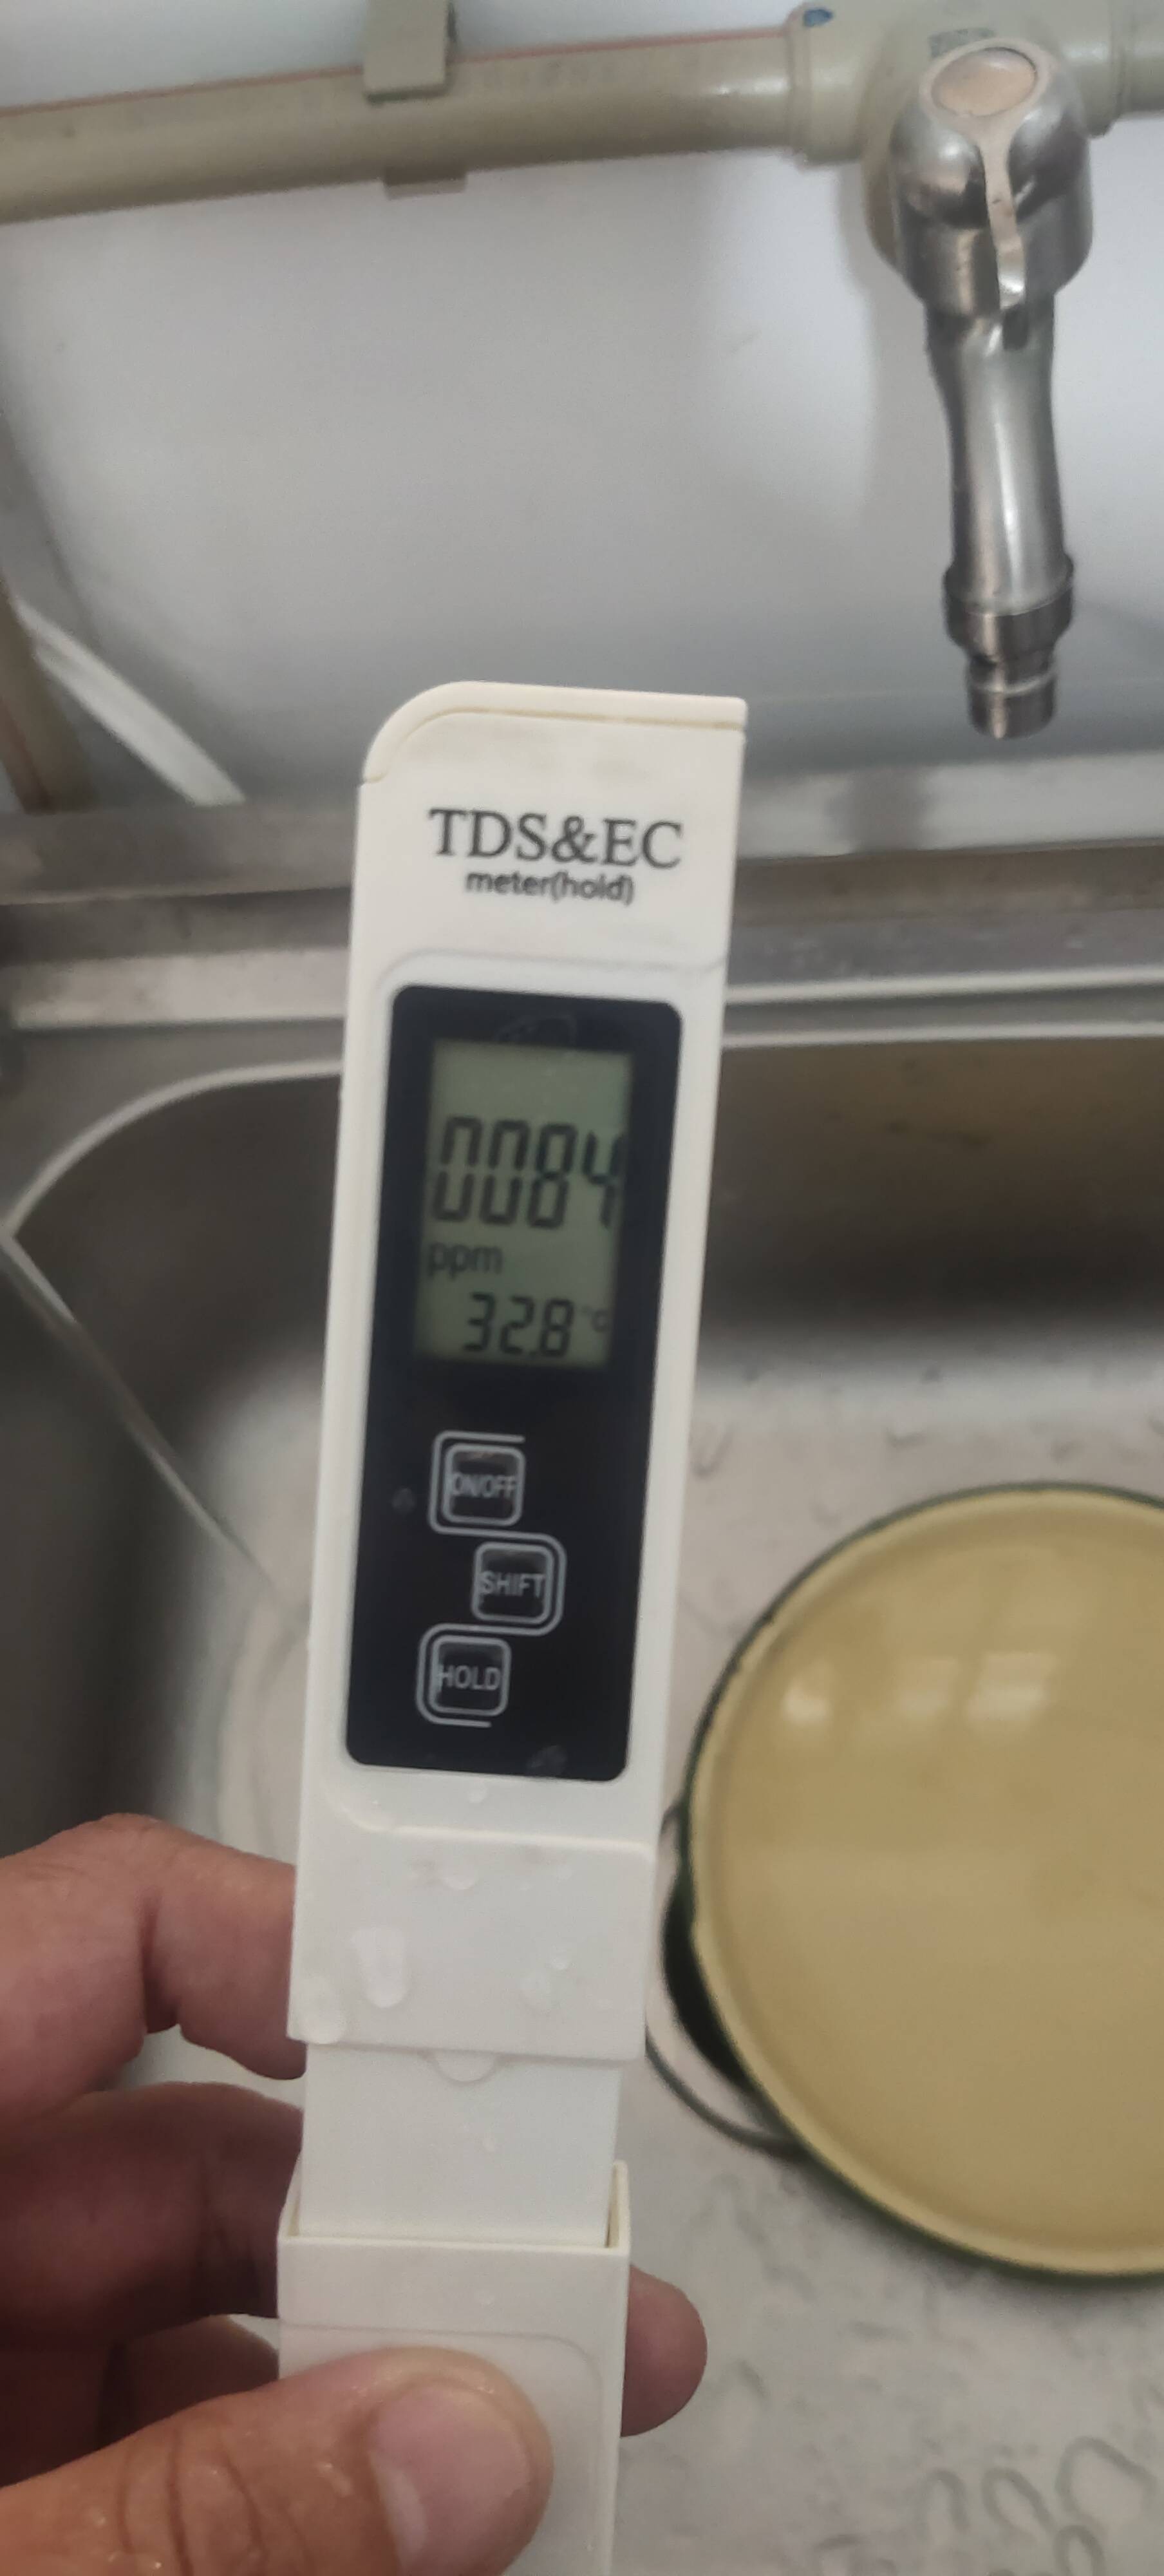 TDS&EC
meter(hold)
0084
ppm
32.8 °C
ON/OFF
SHIFT
HOLD